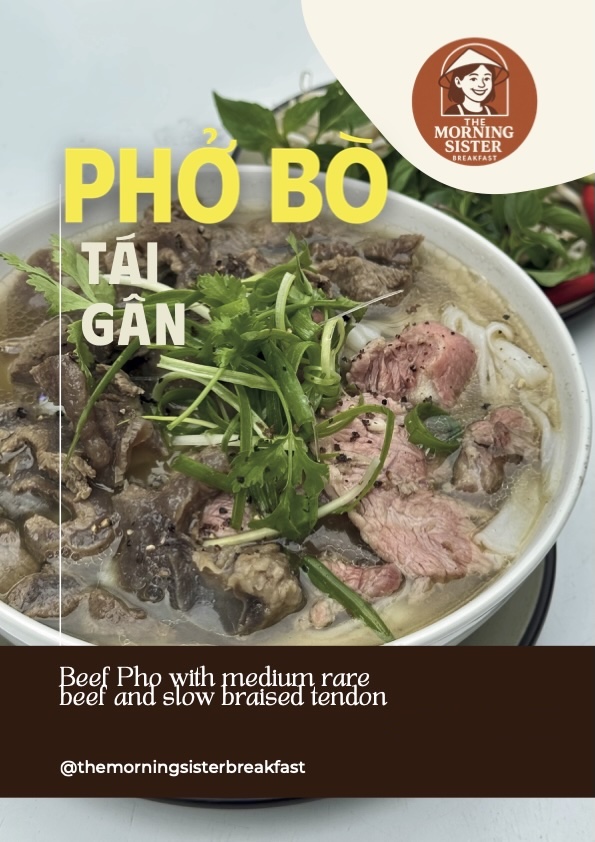 THE
MORNING
SISTER
BREAKFAST
PHỞ BÒ
TÁI
GÂN
Beef Pho with medium rare
beef and slow braised tendon
@themorningsisterbreakfast